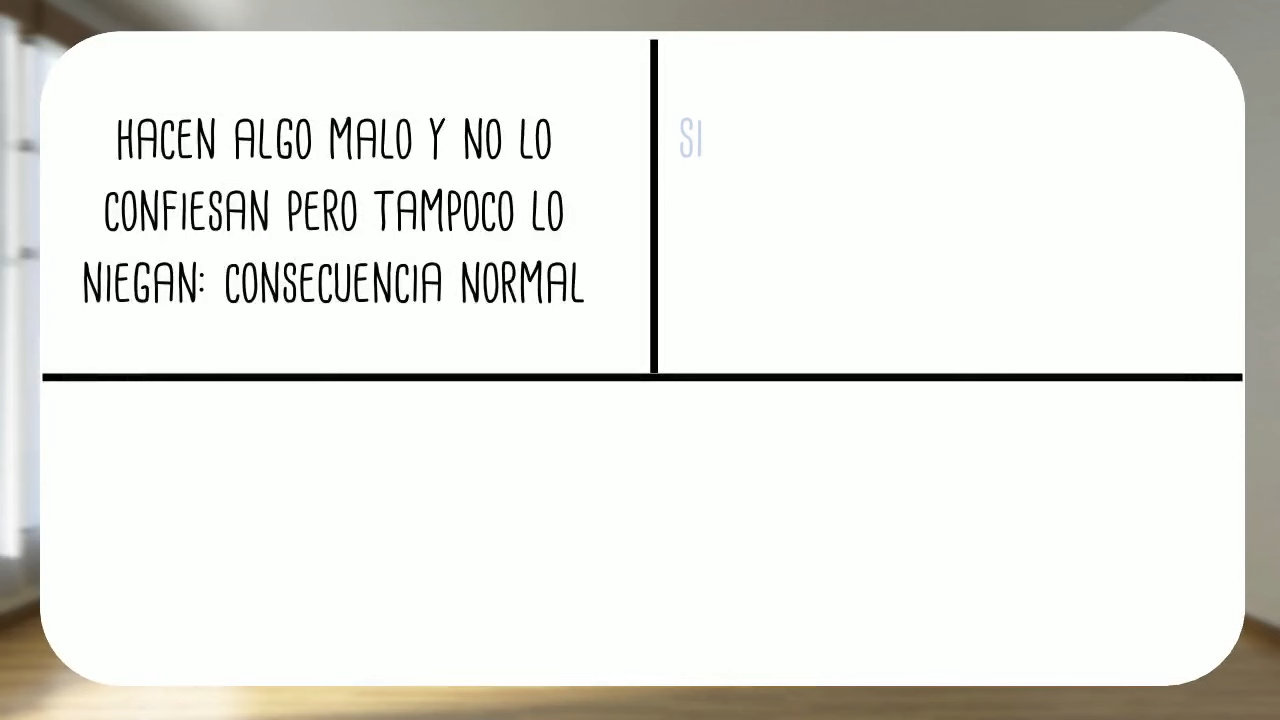 HACEN ALGO MALO Y NO LO
CONFIESAN PERO TAMPOCO LO
NIEGAN: CONSECUENCIA NORMAL
SI